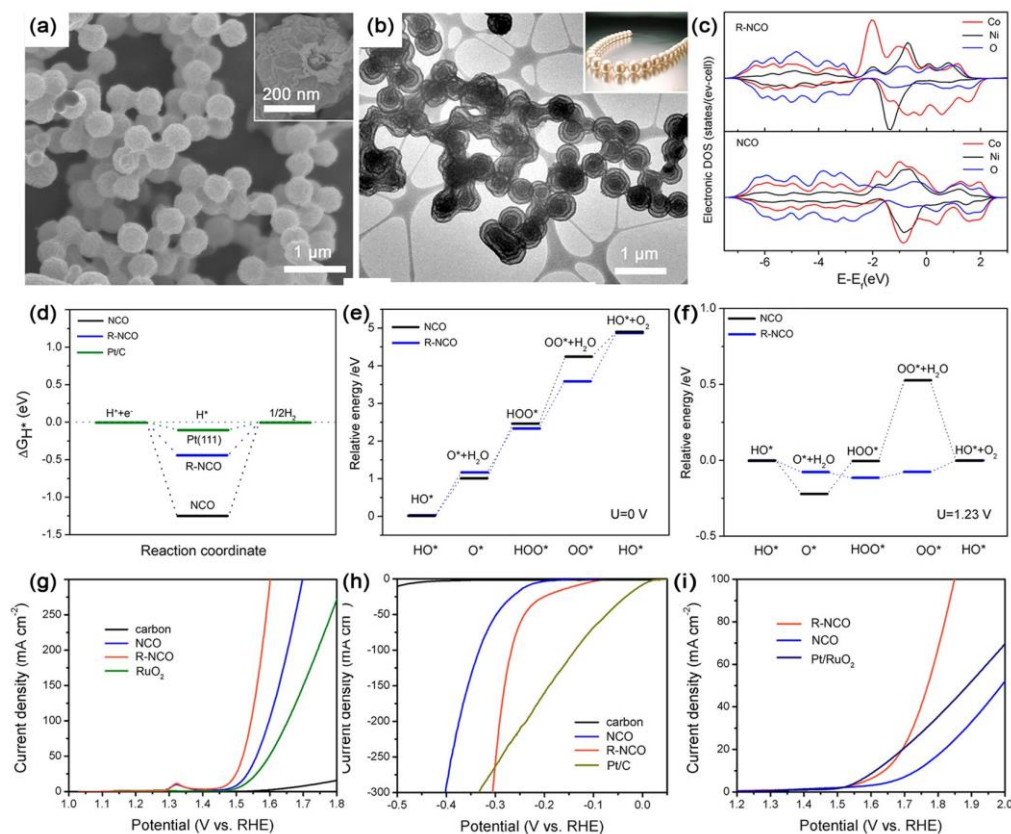 (a)
200 nm
1 µm
(b)
1 µm
(c)
R-NCO
Co
Ni
O
NCO
Co
Ni
O
Electronic DOS (states/(ev-cell))
-6 -4 -2 0 2
E-Ef(eV)
(d)
NCO
R-NCO
Pt/C
H⁺+e⁻
H*
1/2H₂
Pt(111)
R-NCO
NCO
ΔG_H* (eV)
0.5
0.0
-0.5
-1.0
-1.5
Reaction coordinate
(e)
NCO
R-NCO
HO*
O*+H₂O
HOO*
OO*+H₂O
HO*+O₂
U=0 V
Relative energy /eV
5
4
3
2
1
0
HO* O* HOO* OO* HO*
(f)
NCO
R-NCO
HO*
O*+H₂O
HOO*
OO*+H₂O
HO*+O₂
U=1.23 V
Relative energy /eV
1.0
0.5
0.0
-0.5
HO* O* HOO* OO* HO*
(g)
carbon
NCO
R-NCO
RuO₂
Current density (mA cm⁻²)
250
200
150
100
50
0
1.0 1.1 1.2 1.3 1.4 1.5 1.6 1.7 1.8
Potential (V vs. RHE)
(h)
carbon
NCO
R-NCO
Pt/C
Current density (mA cm⁻²)
0
-50
-100
-150
-200
-250
-300
-0.5 -0.4 -0.3 -0.2 -0.1 0.0
Potential (V vs. RHE)
(i)
R-NCO
NCO
Pt/RuO₂
Current density (mA cm⁻²)
100
80
60
40
20
0
1.2 1.3 1.4 1.5 1.6 1.7 1.8 1.9 2.0
Potential (V vs. RHE)